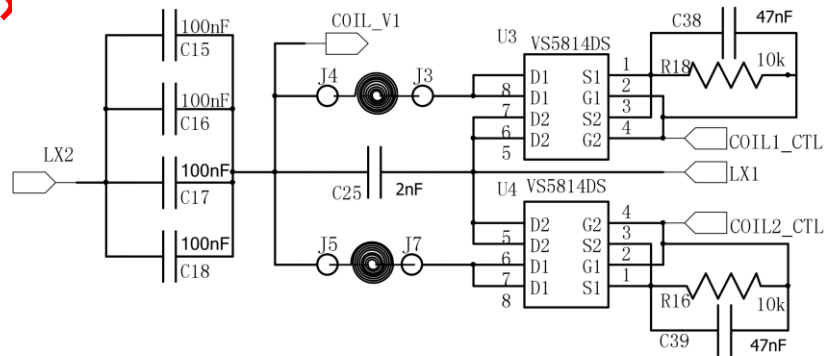 COIL_V1
100nF
C15
100nF
C16
100nF
C17
100nF
C18
LX2
J4
J3
C25
2nF
J5
J7
U3
VS5814DS
D1
S1
1
8
D1
G1
2
7
D2
S2
3
6
D2
G2
4
5
C38
47nF
R18
10k
COIL1_CTL
LX1
U4
VS5814DS
D2
G2
4
5
D2
S2
3
6
D1
G1
2
7
D1
S1
1
8
COIL2_CTL
R16
10k
C39
47nF